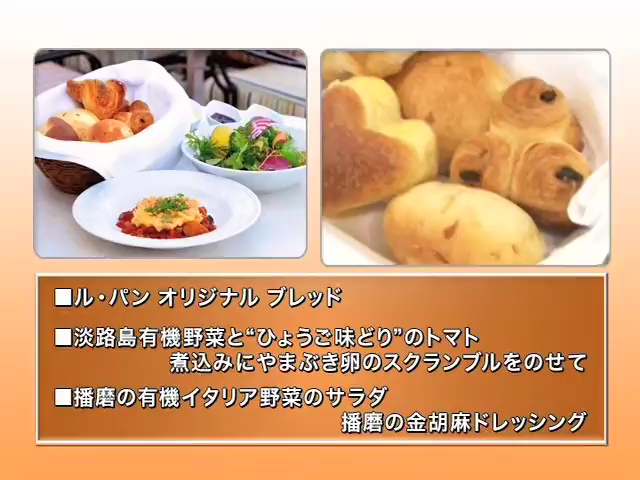 ■ル・パン オリジナル ブレッド
■淡路島有機野菜と“ひょうご味どり”のトマト
煮込みにやまぶき卵のスクランブルをのせて
■播磨の有機イタリア野菜のサラダ
播磨の金胡麻ドレッシング